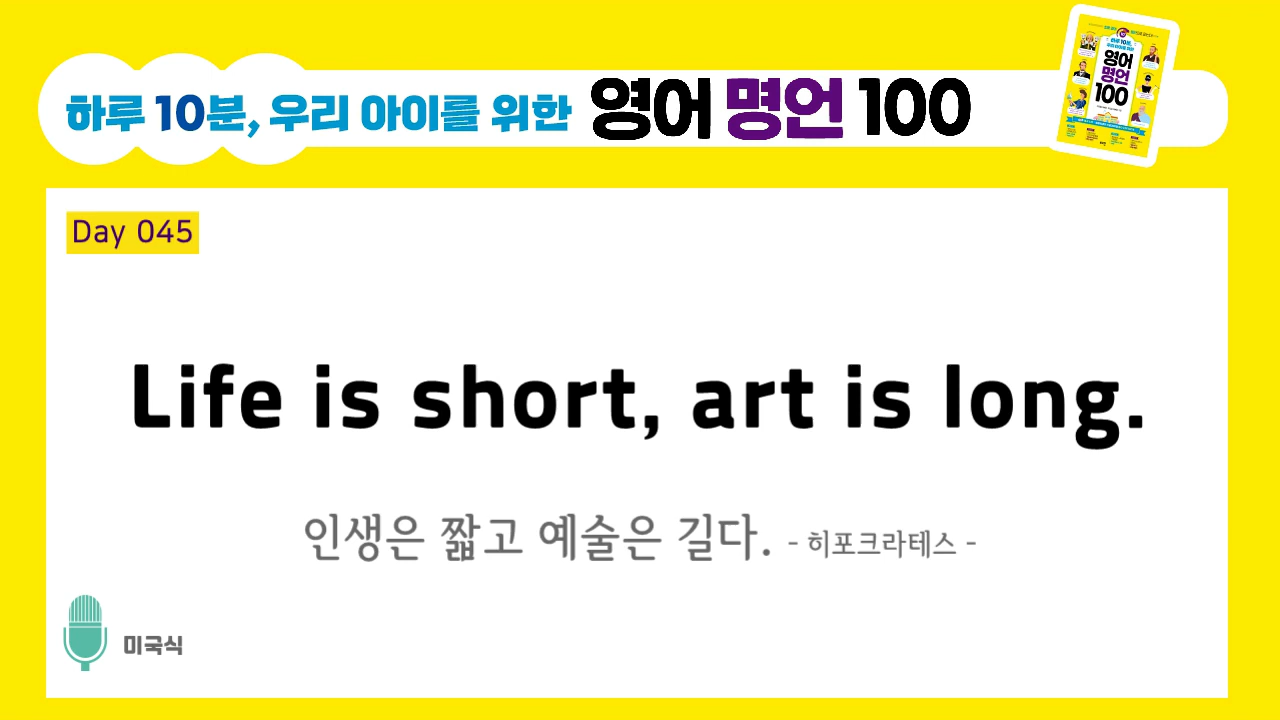 하루 10분, 우리 아이를 위한 영어 명언 100
영어
명언
100
Day 045
Life is short, art is long.
인생은 짧고 예술은 길다. - 히포크라테스 -
미국식